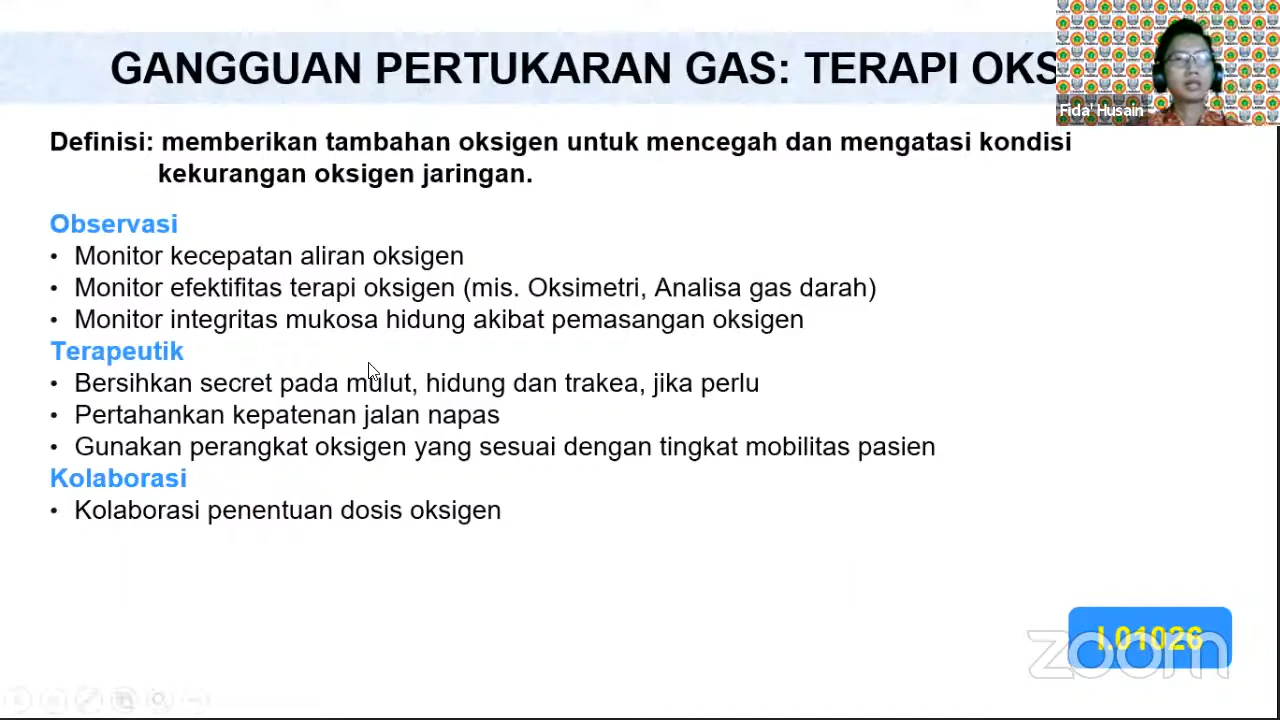 GANGGUAN PERTUKARAN GAS: TERAPI OKS
Fida' Husain
Definisi: memberikan tambahan oksigen untuk mencegah dan mengatasi kondisi
kekurangan oksigen jaringan.
Observasi
• Monitor kecepatan aliran oksigen
• Monitor efektifitas terapi oksigen (mis. Oksimetri, Analisa gas darah)
• Monitor integritas mukosa hidung akibat pemasangan oksigen
Terapeutik
• Bersihkan secret pada mulut, hidung dan trakea, jika perlu
• Pertahankan kepatenan jalan napas
• Gunakan perangkat oksigen yang sesuai dengan tingkat mobilitas pasien
Kolaborasi
• Kolaborasi penentuan dosis oksigen
I.01026
zoom